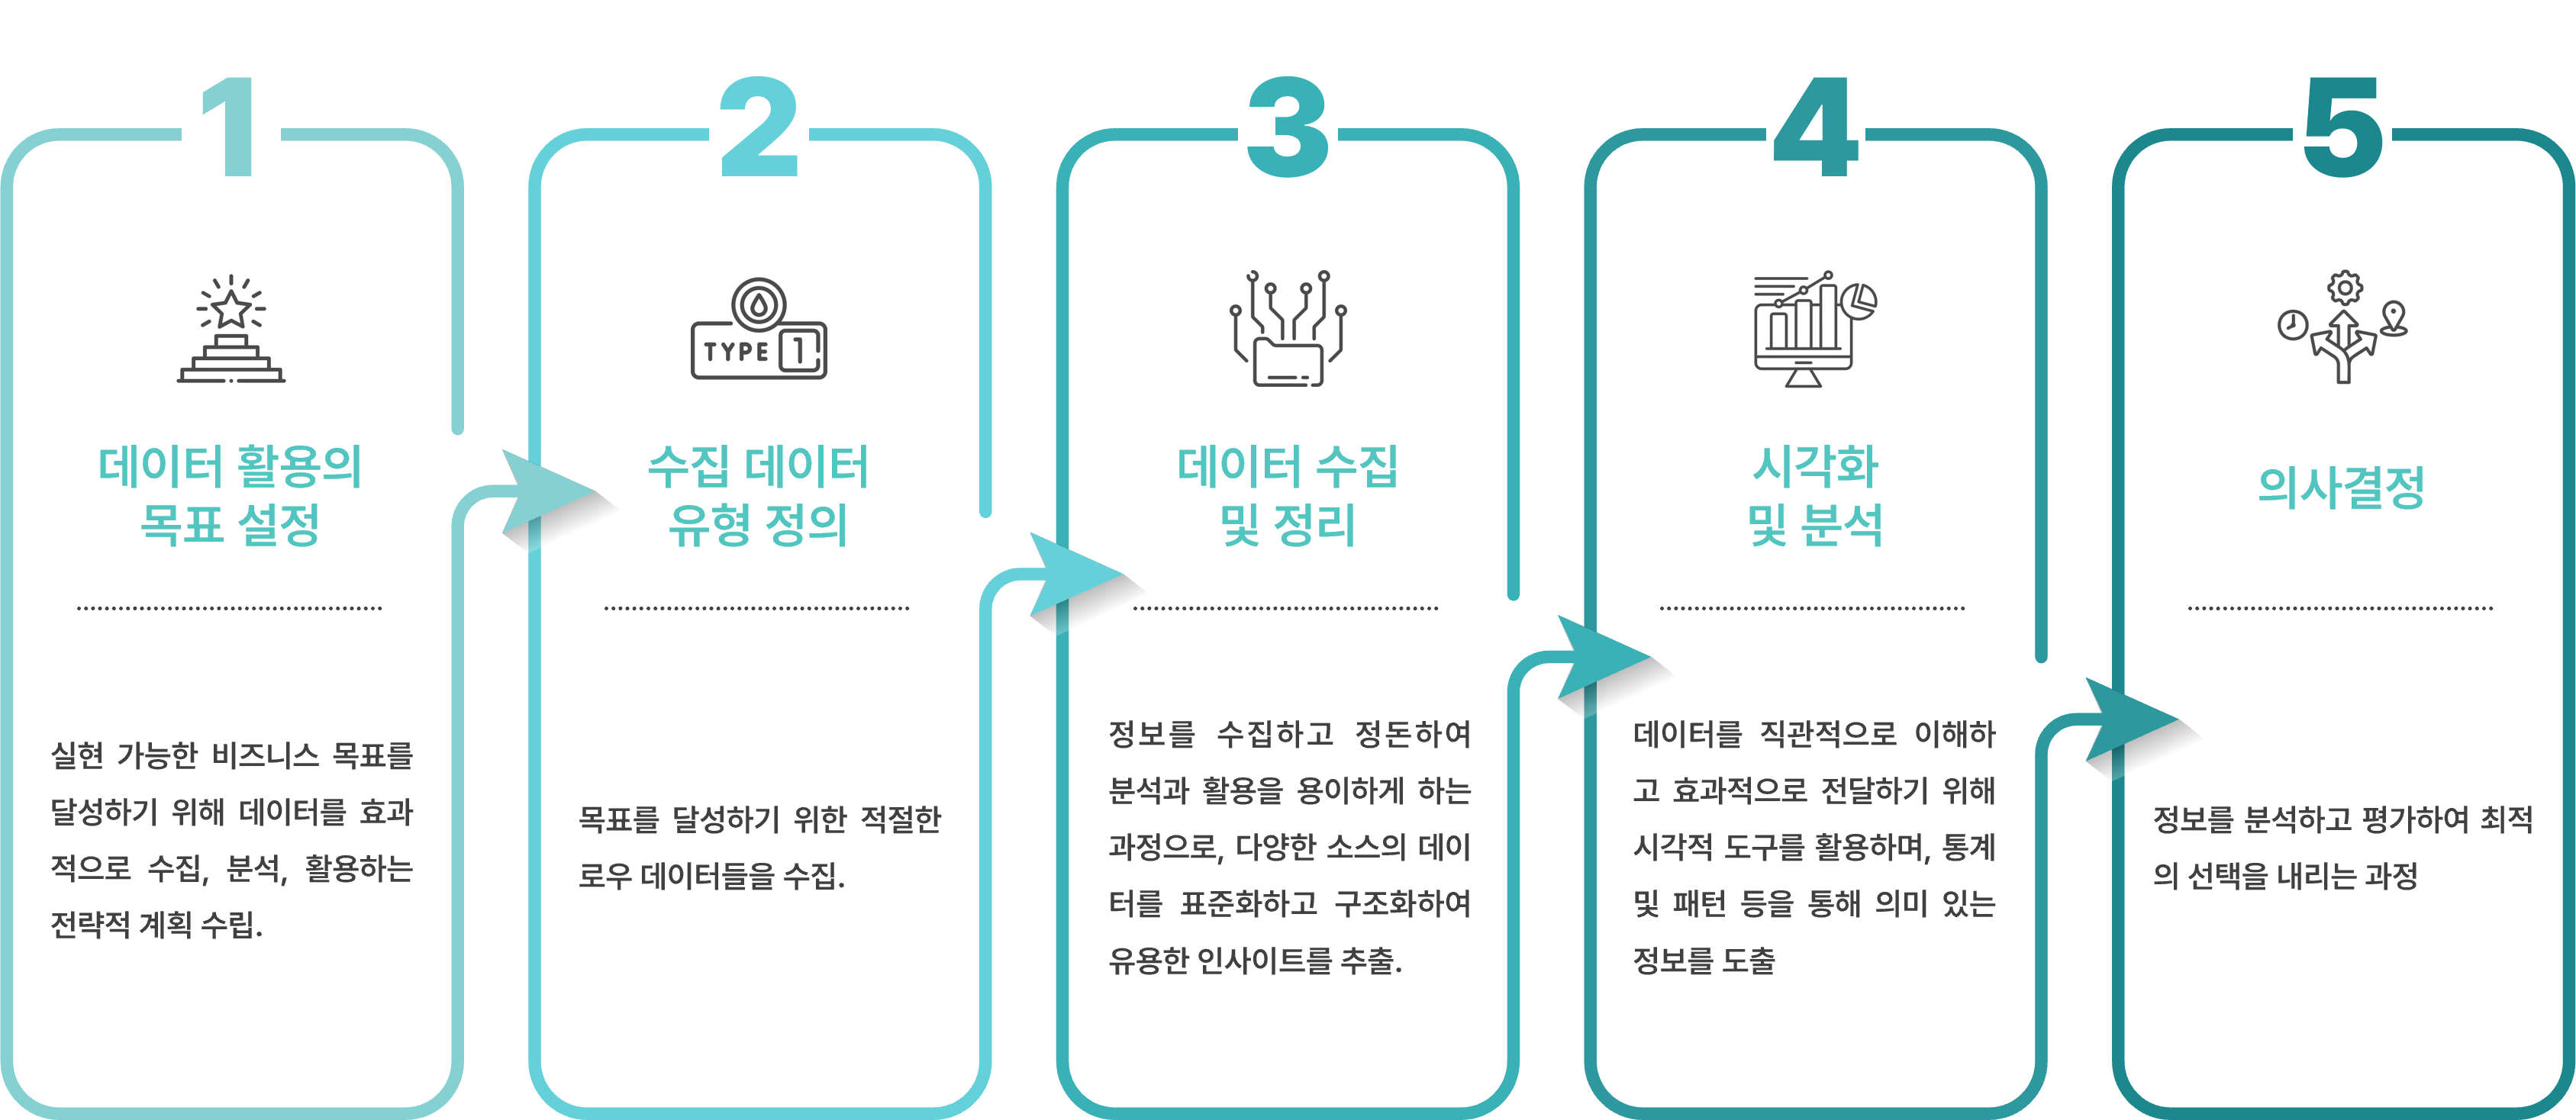 1
TYPE 1
데이터 활용의
목표 설정
실현 가능한 비즈니스 목표를
달성하기 위해 데이터를 효과
적으로 수집, 분석, 활용하는
전략적 계획 수립.
2
수집 데이터
유형 정의
목표를 달성하기 위한 적절한
로우 데이터들을 수집.
3
데이터 수집
및 정리
정보를 수집하고 정돈하여
분석과 활용을 용이하게 하는
과정으로, 다양한 소스의 데이
터를 표준화하고 구조화하여
유용한 인사이트를 추출.
4
시각화
및 분석
데이터를 직관적으로 이해하
고 효과적으로 전달하기 위해
시각적 도구를 활용하며, 통계
및 패턴 등을 통해 의미 있는
정보를 도출
5
의사결정
정보를 분석하고 평가하여 최적
의 선택을 내리는 과정